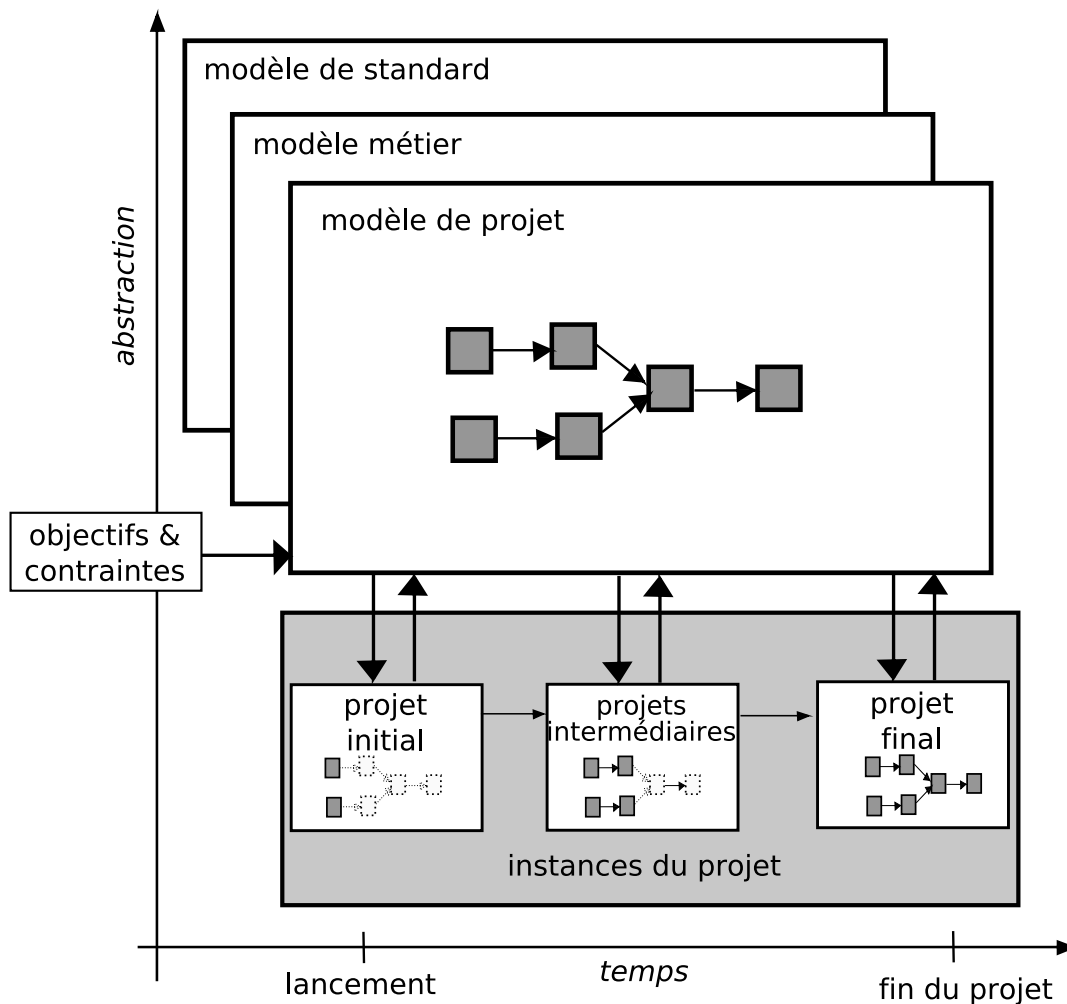 modèle de standard
modèle métier
modèle de projet
abstraction
objectifs &
contraintes
projet
initial
projets
intermédiaires
projet
final
instances du projet
lancement
temps
fin du projet